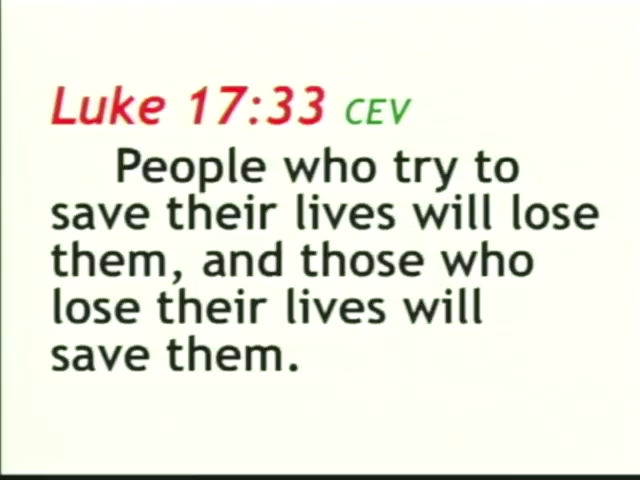 Luke 17:33 CEV
People who try to
save their lives will lose
them, and those who
lose their lives will
save them.